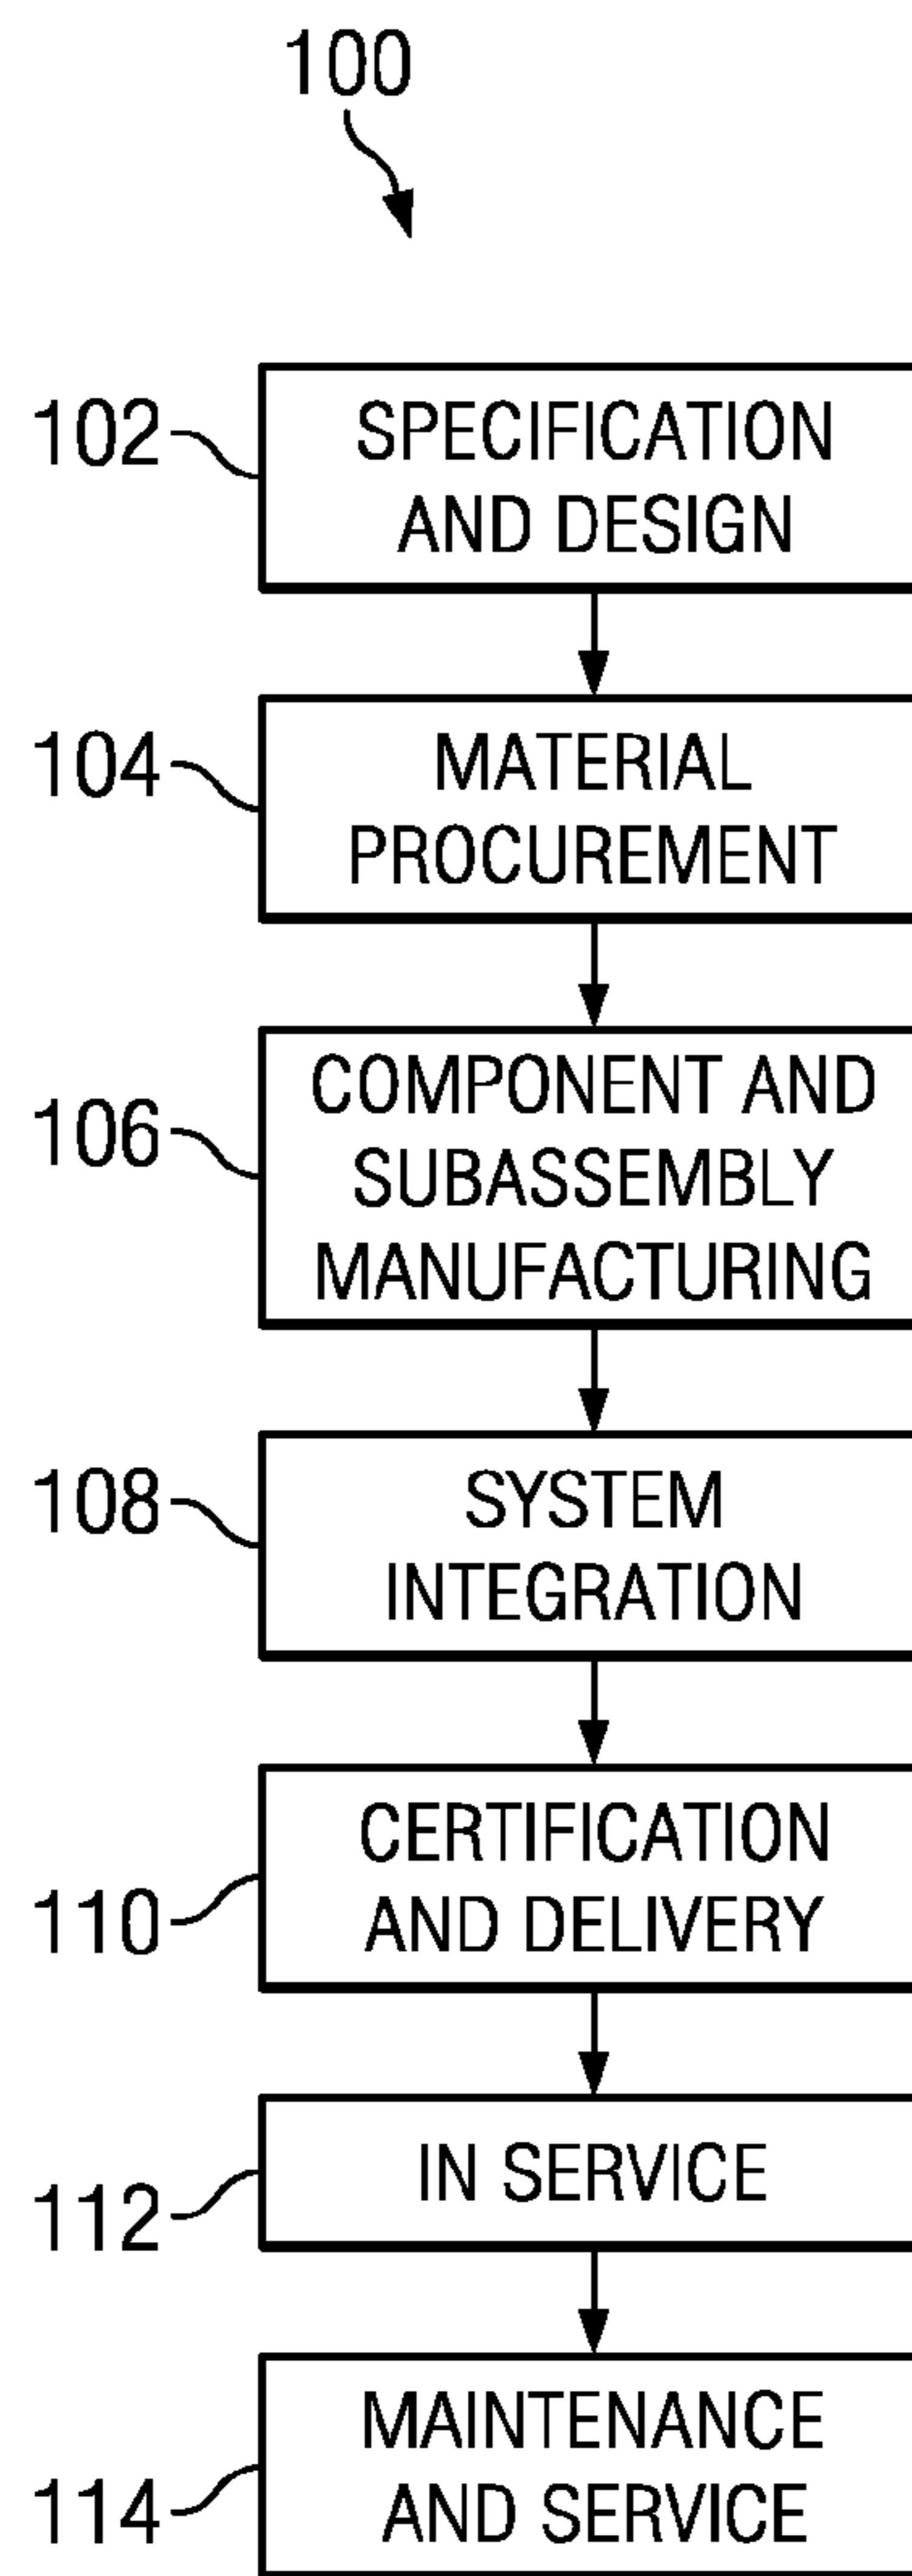 100
102
SPECIFICATION
AND DESIGN
104
MATERIAL
PROCUREMENT
106
COMPONENT AND
SUBASSEMBLY
MANUFACTURING
108
SYSTEM
INTEGRATION
110
CERTIFICATION
AND DELIVERY
112
IN SERVICE
114
MAINTENANCE
AND SERVICE